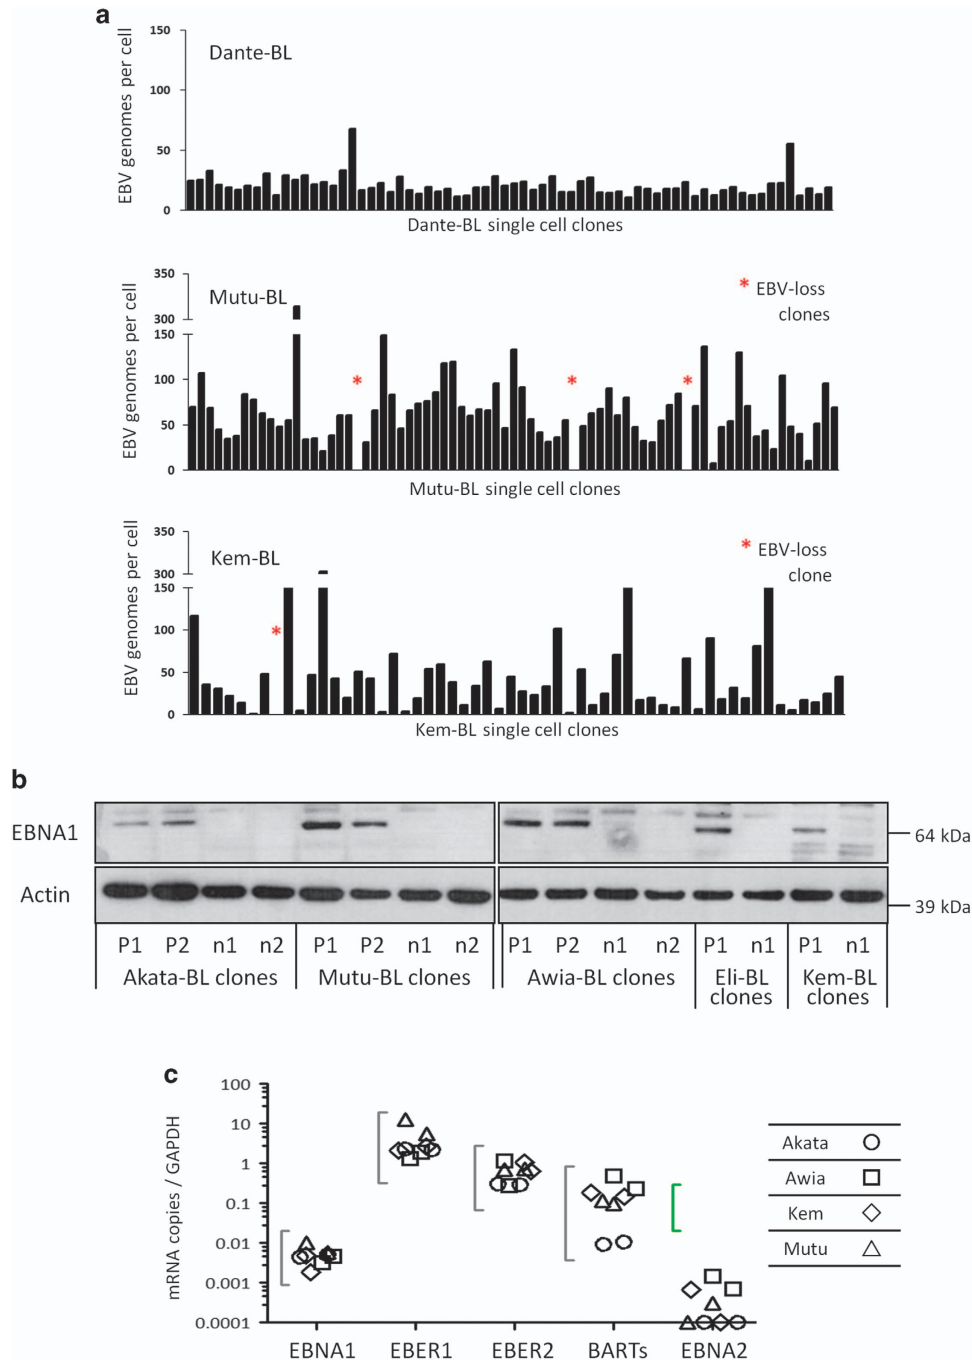 a
EBV genomes per cell
150
100
50
0
Dante-BL
Dante-BL single cell clones
EBV genomes per cell
350
300
150
100
50
0
Mutu-BL
* EBV-loss
clones
* * *
Mutu-BL single cell clones
EBV genomes per cell
350
300
150
100
50
0
Kem-BL
* EBV-loss
clone
*
Kem-BL single cell clones
b
EBNA1
64 kDa
Actin
39 kDa
P1 P2 n1 n2 P1 P2 n1 n2 P1 P2 n1 n2 P1 n1 P1 n1
Akata-BL clones Mutu-BL clones Awia-BL clones Eli-BL Kem-BL
clones clones
c
mRNA copies / GAPDH
100
10
1
0.1
0.01
0.001
0.0001
EBNA1 EBER1 EBER2 BARTs EBNA2
Akata
Awia
Kem
Mutu